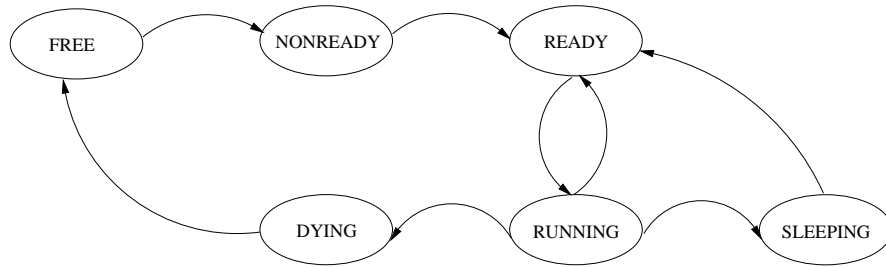 FREE
NONREADY
READY
DYING
RUNNING
SLEEPING